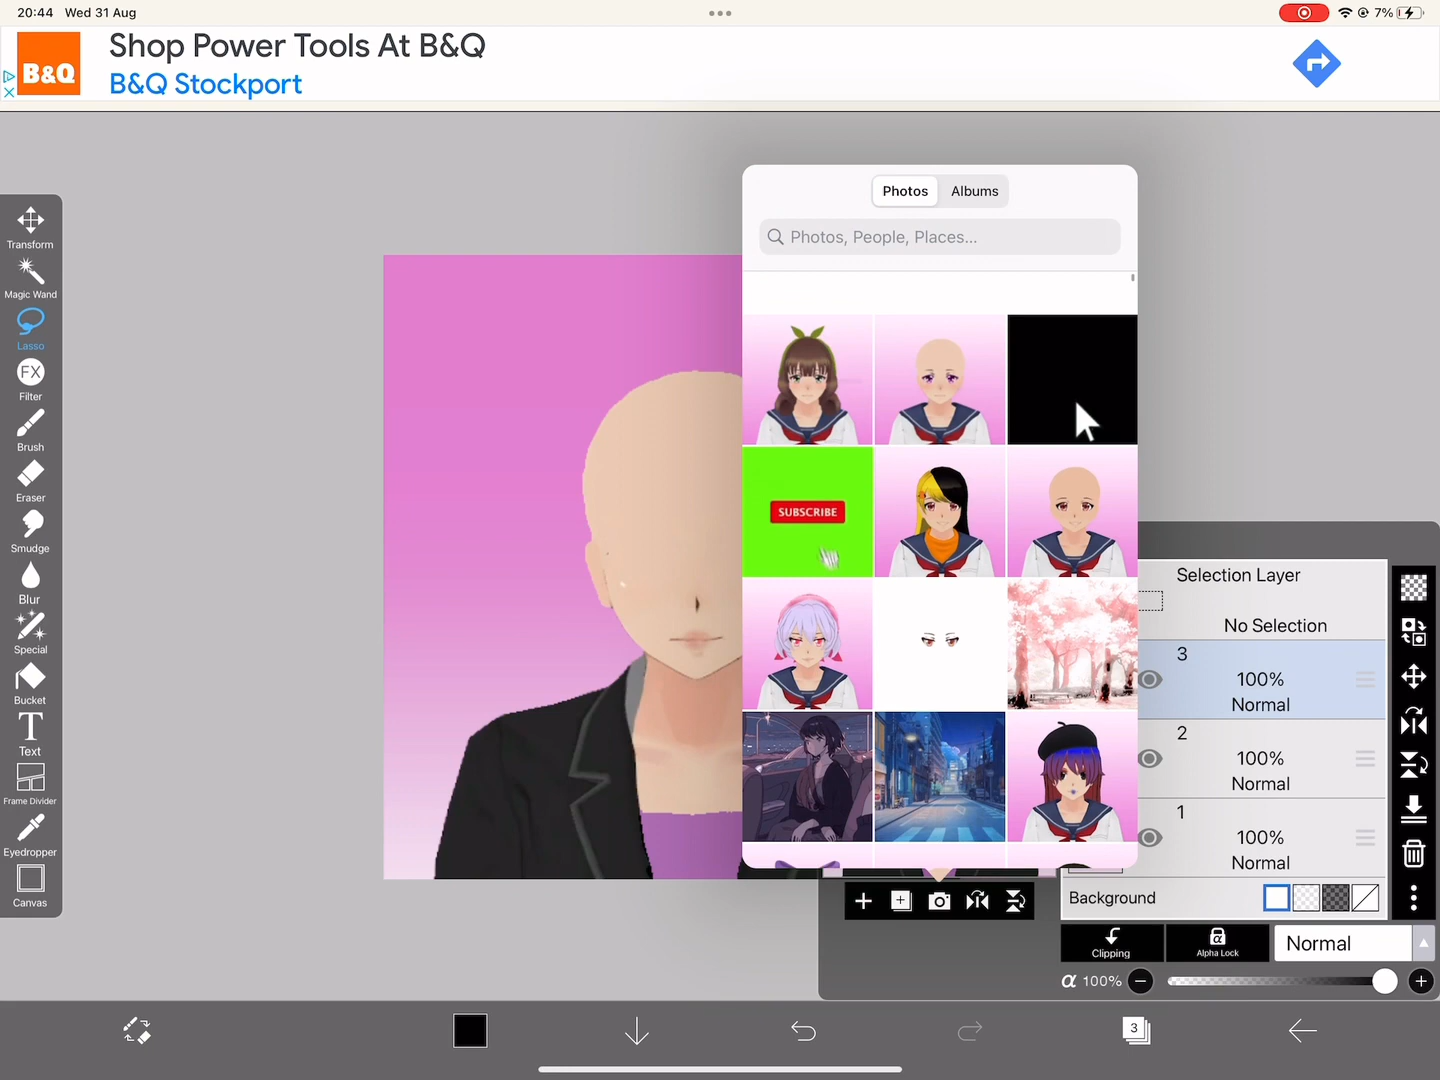 20:44 Wed 31 Aug
7%
B&Q
Shop Power Tools At B&Q
B&Q Stockport
Photos
Albums
Photos, People, Places...
SUBSCRIBE
Transform
Magic Wand
Lasso
FX
Filter
Brush
Eraser
Smudge
Blur
Special
Bucket
T
Text
Frame Divider
Eyedropper
Canvas
Selection Layer
No Selection
3
100%
Normal
2
100%
Normal
1
100%
Normal
Background
Clipping
α
Alpha Lock
Normal
α 100%
3